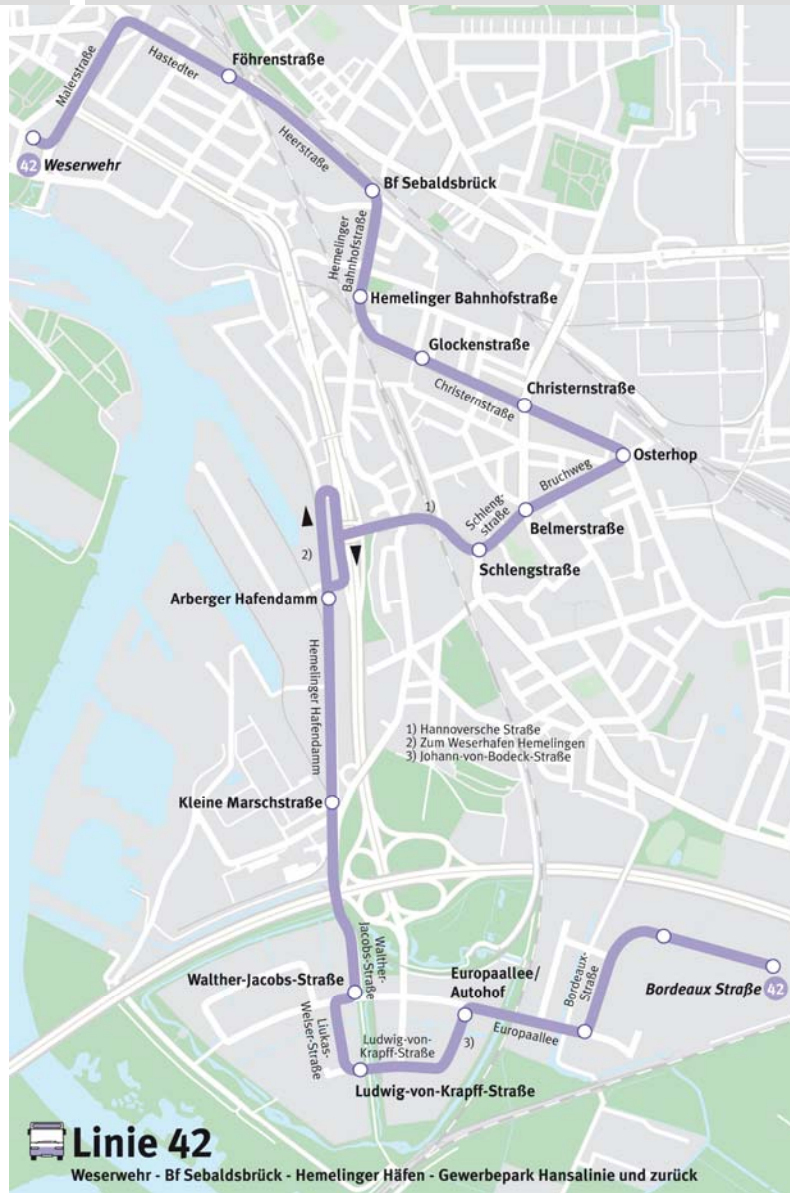 Malerstraße
Hastedter
Föhrenstraße
Heerstraße
42 Weserwehr
Bf Sebaldsbrück
Hemelinger
Bahnhofstraße
Hemelinger Bahnhofstraße
Glockenstraße
Christernstraße
Christernstraße
Osterhop
Bruchweg
Schleng-
straße
1)
Belmerstraße
2)
Schlengstraße
Arberger Hafendamm
Hemelinger Hafendamm
1) Hannoversche Straße
2) Zum Weserhafen Hemelingen
3) Johann-von-Bodeck-Straße
Kleine Marschstraße
Walther-
Jacobs-Straße
Walther-Jacobs-Straße
Europaallee/
Autohof
Bordeaux-
Straße
Bordeaux Straße 42
Liukas-
Welser-Straße
Ludwig-von-
Krapff-Straße
3)
Europaallee
Ludwig-von-Krapff-Straße
Linie 42
Weserwehr - Bf Sebaldsbrück - Hemelinger Häfen - Gewerbepark Hansalinie und zurück